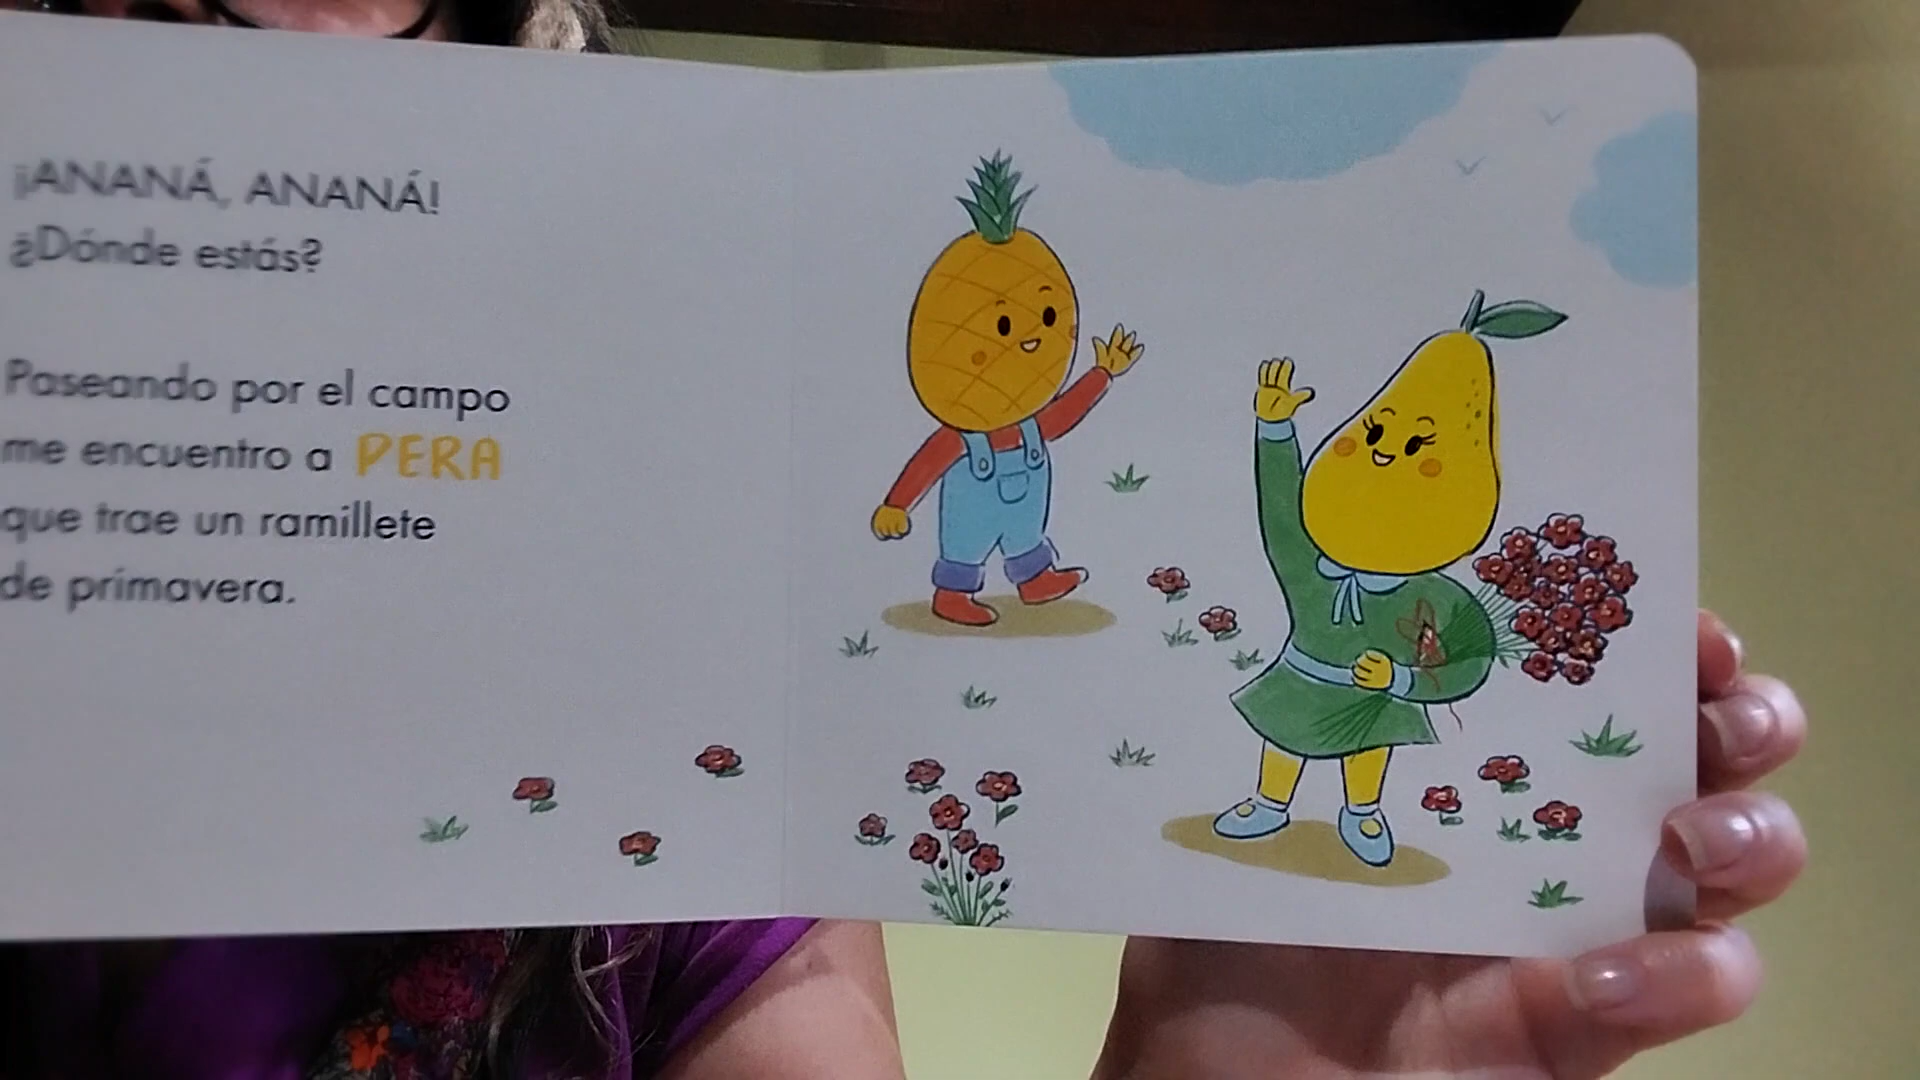 ¡ANANÁ, ANANÁ!
¿Dónde estás?
Paseando por el campo
me encuentro a PERA
que trae un ramillete
de primavera.